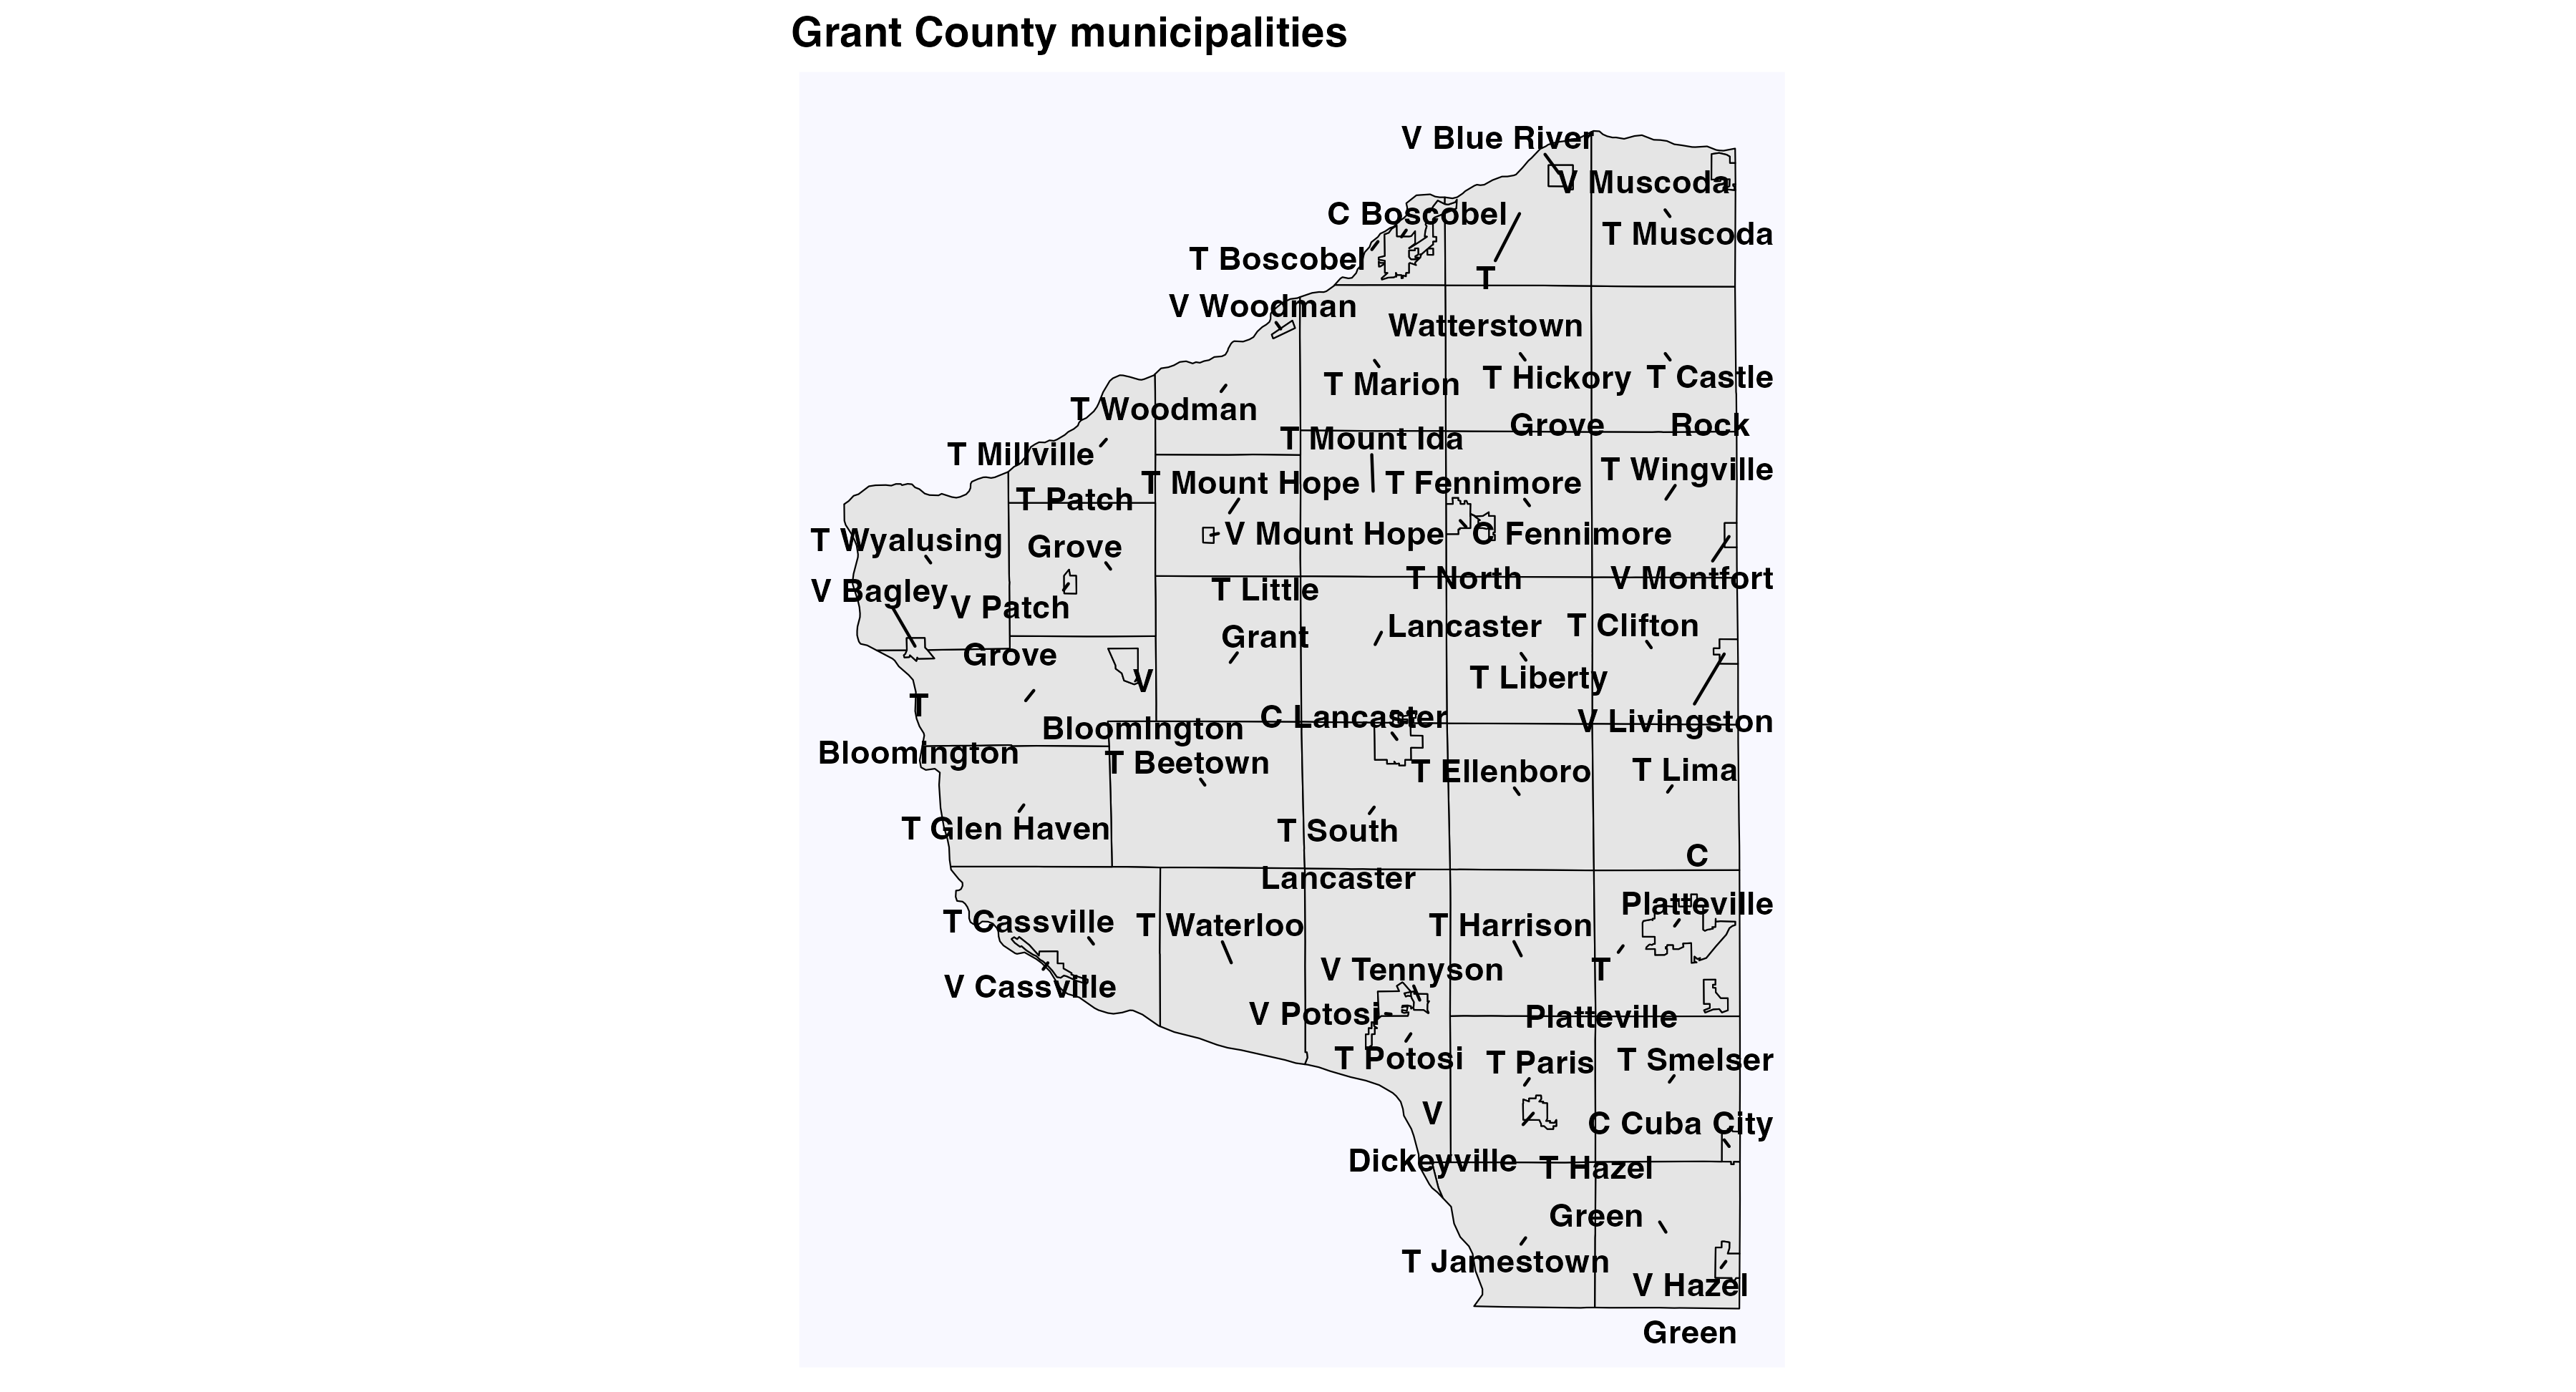 Grant County municipalities
V Blue River
V Muscoda
C Boscobel
T Muscoda
T Boscobel
T
Watterstown
V Woodman
T Marion
T Hickory
Grove
T Castle
Rock
T Woodman
T Mount Ida
T Millville
T Wingville
T Mount Hope
T Fennimore
T Patch
Grove
V Mount Hope
C Fennimore
T Wyalusing
T North
Lancaster
V Montfort
T Little
Grant
V Bagley
V Patch
Grove
T Clifton
T Liberty
V
Bloomington
T
Bloomington
C Lancaster
V Livingston
T Beetown
T Ellenboro
T Lima
T Glen Haven
T South
Lancaster
C
Platteville
T Cassville
T Waterloo
T Harrison
V Tennyson
T
Platteville
V Cassville
V Potosi
T Potosi
T Paris
T Smelser
V
Dickeyville
C Cuba City
T Hazel
Green
T Jamestown
V Hazel
Green